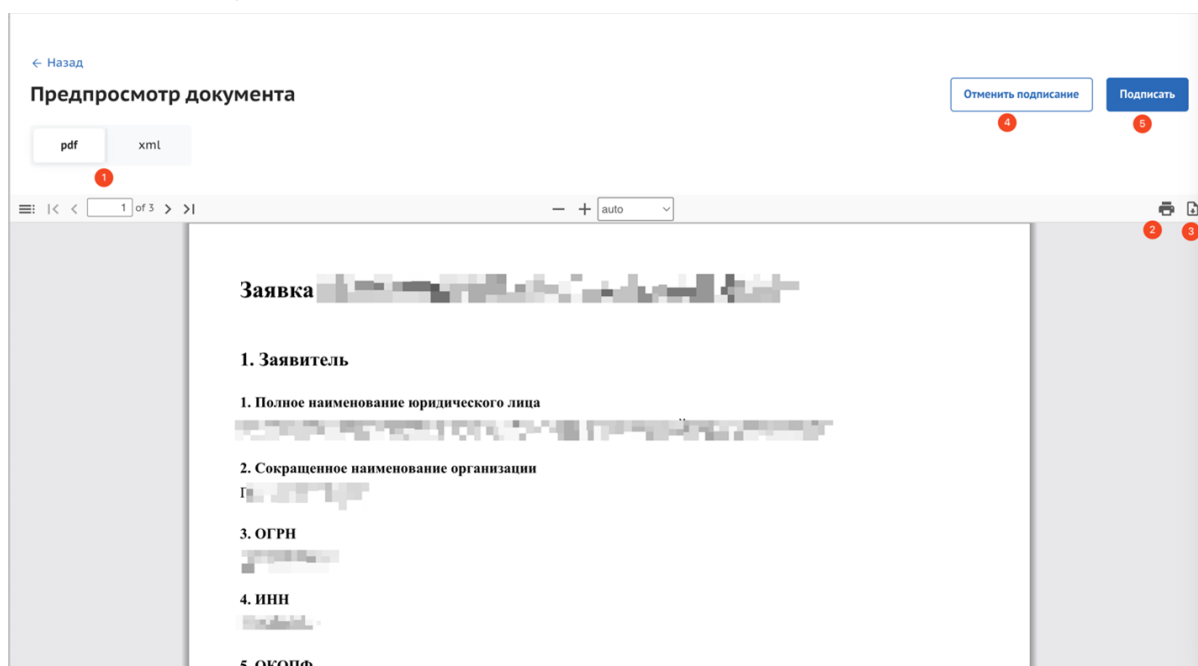 ← Назад
Предпросмотр документа
Отменить подписание
Подписать
4
5
pdf xml
1
1 of 3
auto
2
3
Заявка
1. Заявитель
1. Полное наименование юридического лица
2. Сокращенное наименование организации
3. ОГРН
4. ИНН
5. ОКОПФ